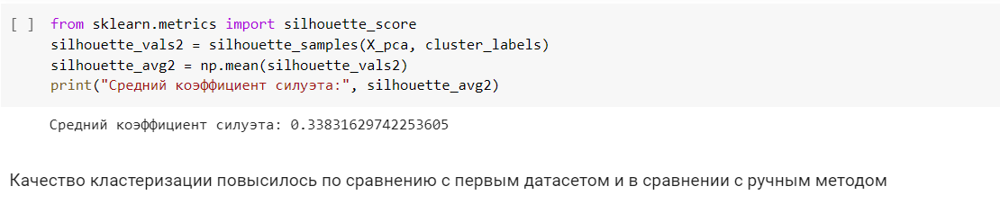 [ ] from sklearn.metrics import silhouette_score
silhouette_vals2 = silhouette_samples(X_pca, cluster_labels)
silhouette_avg2 = np.mean(silhouette_vals2)
print("Средний коэффициент силуэта:", silhouette_avg2)
Средний коэффициент силуэта: 0.33831629742253605
Качество кластеризации повысилось по сравнению с первым датасетом и в сравнении с ручным методом